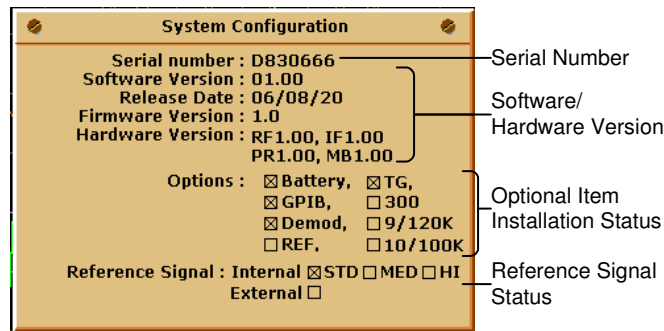 System Configuration
Serial number : D830666
Software Version : 01.00
Release Date : 06/08/20
Firmware Version : 1.0
Hardware Version : RF1.00, IF1.00
PR1.00, MB1.00
Options : ☒Battery, ☒TG,
☒GPIB, ☐300
☒Demod, ☐9/120K
☐REF, ☐10/100K
Reference Signal : Internal ☒STD ☐MED ☐HI
External ☐
Serial Number
Software/
Hardware Version
Optional Item
Installation Status
Reference Signal
Status